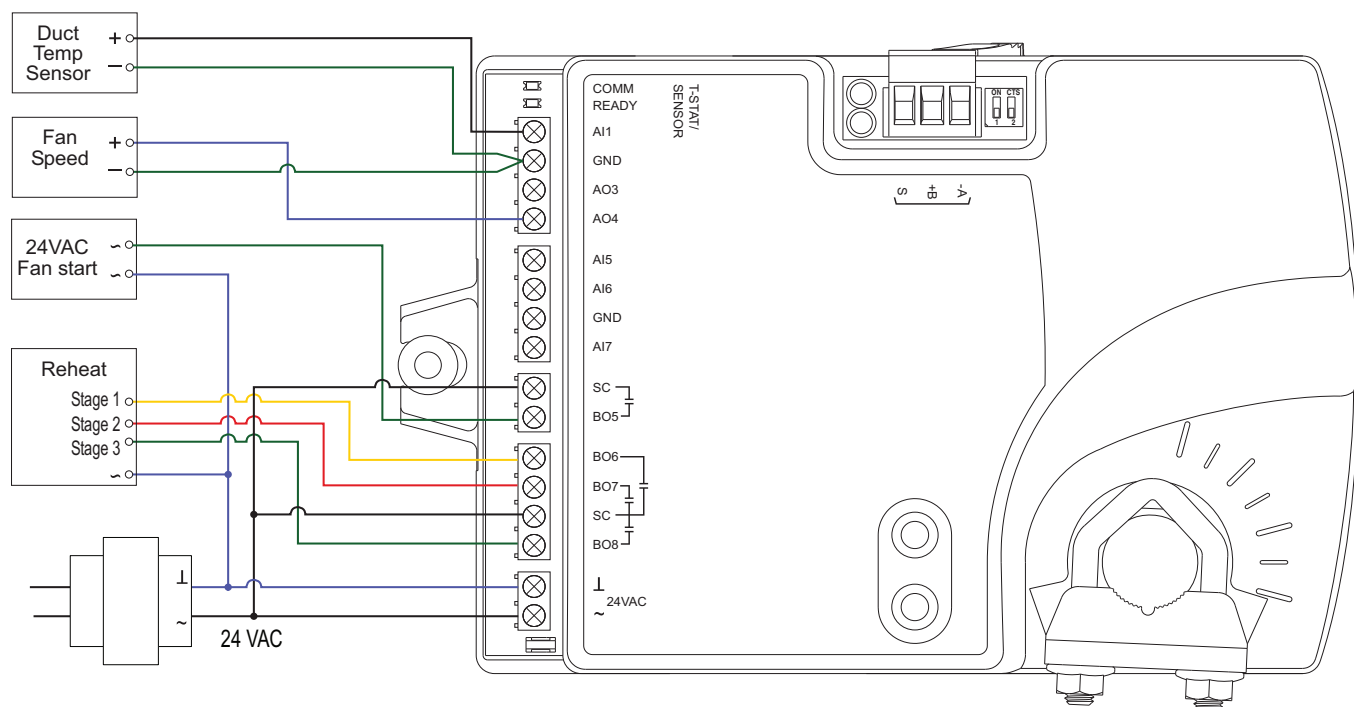 Duct
Temp
Sensor
+
−
Fan
Speed
+
−
24VAC
Fan start
~
~
Reheat
Stage 1
Stage 2
Stage 3
~
⊥
~
24 VAC
COMM
READY
T-STAT/
SENSOR
AI1
GND
AO3
AO4
AI5
AI6
GND
AI7
SC
BO5
BO6
BO7
SC
BO8
⊥
24VAC
~
ON CTS
1 2
S +B -A